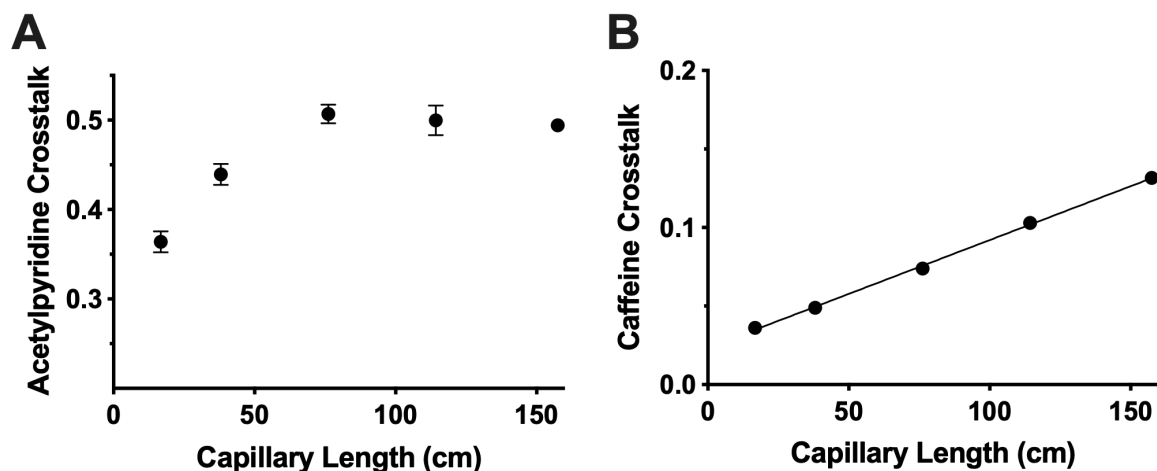 A
Acetylpyridine Crosstalk
0.5
0.4
0.3
0 50 100 150
Capillary Length (cm)
B
Caffeine Crosstalk
0.2
0.1
0.0
0 50 100 150
Capillary Length (cm)